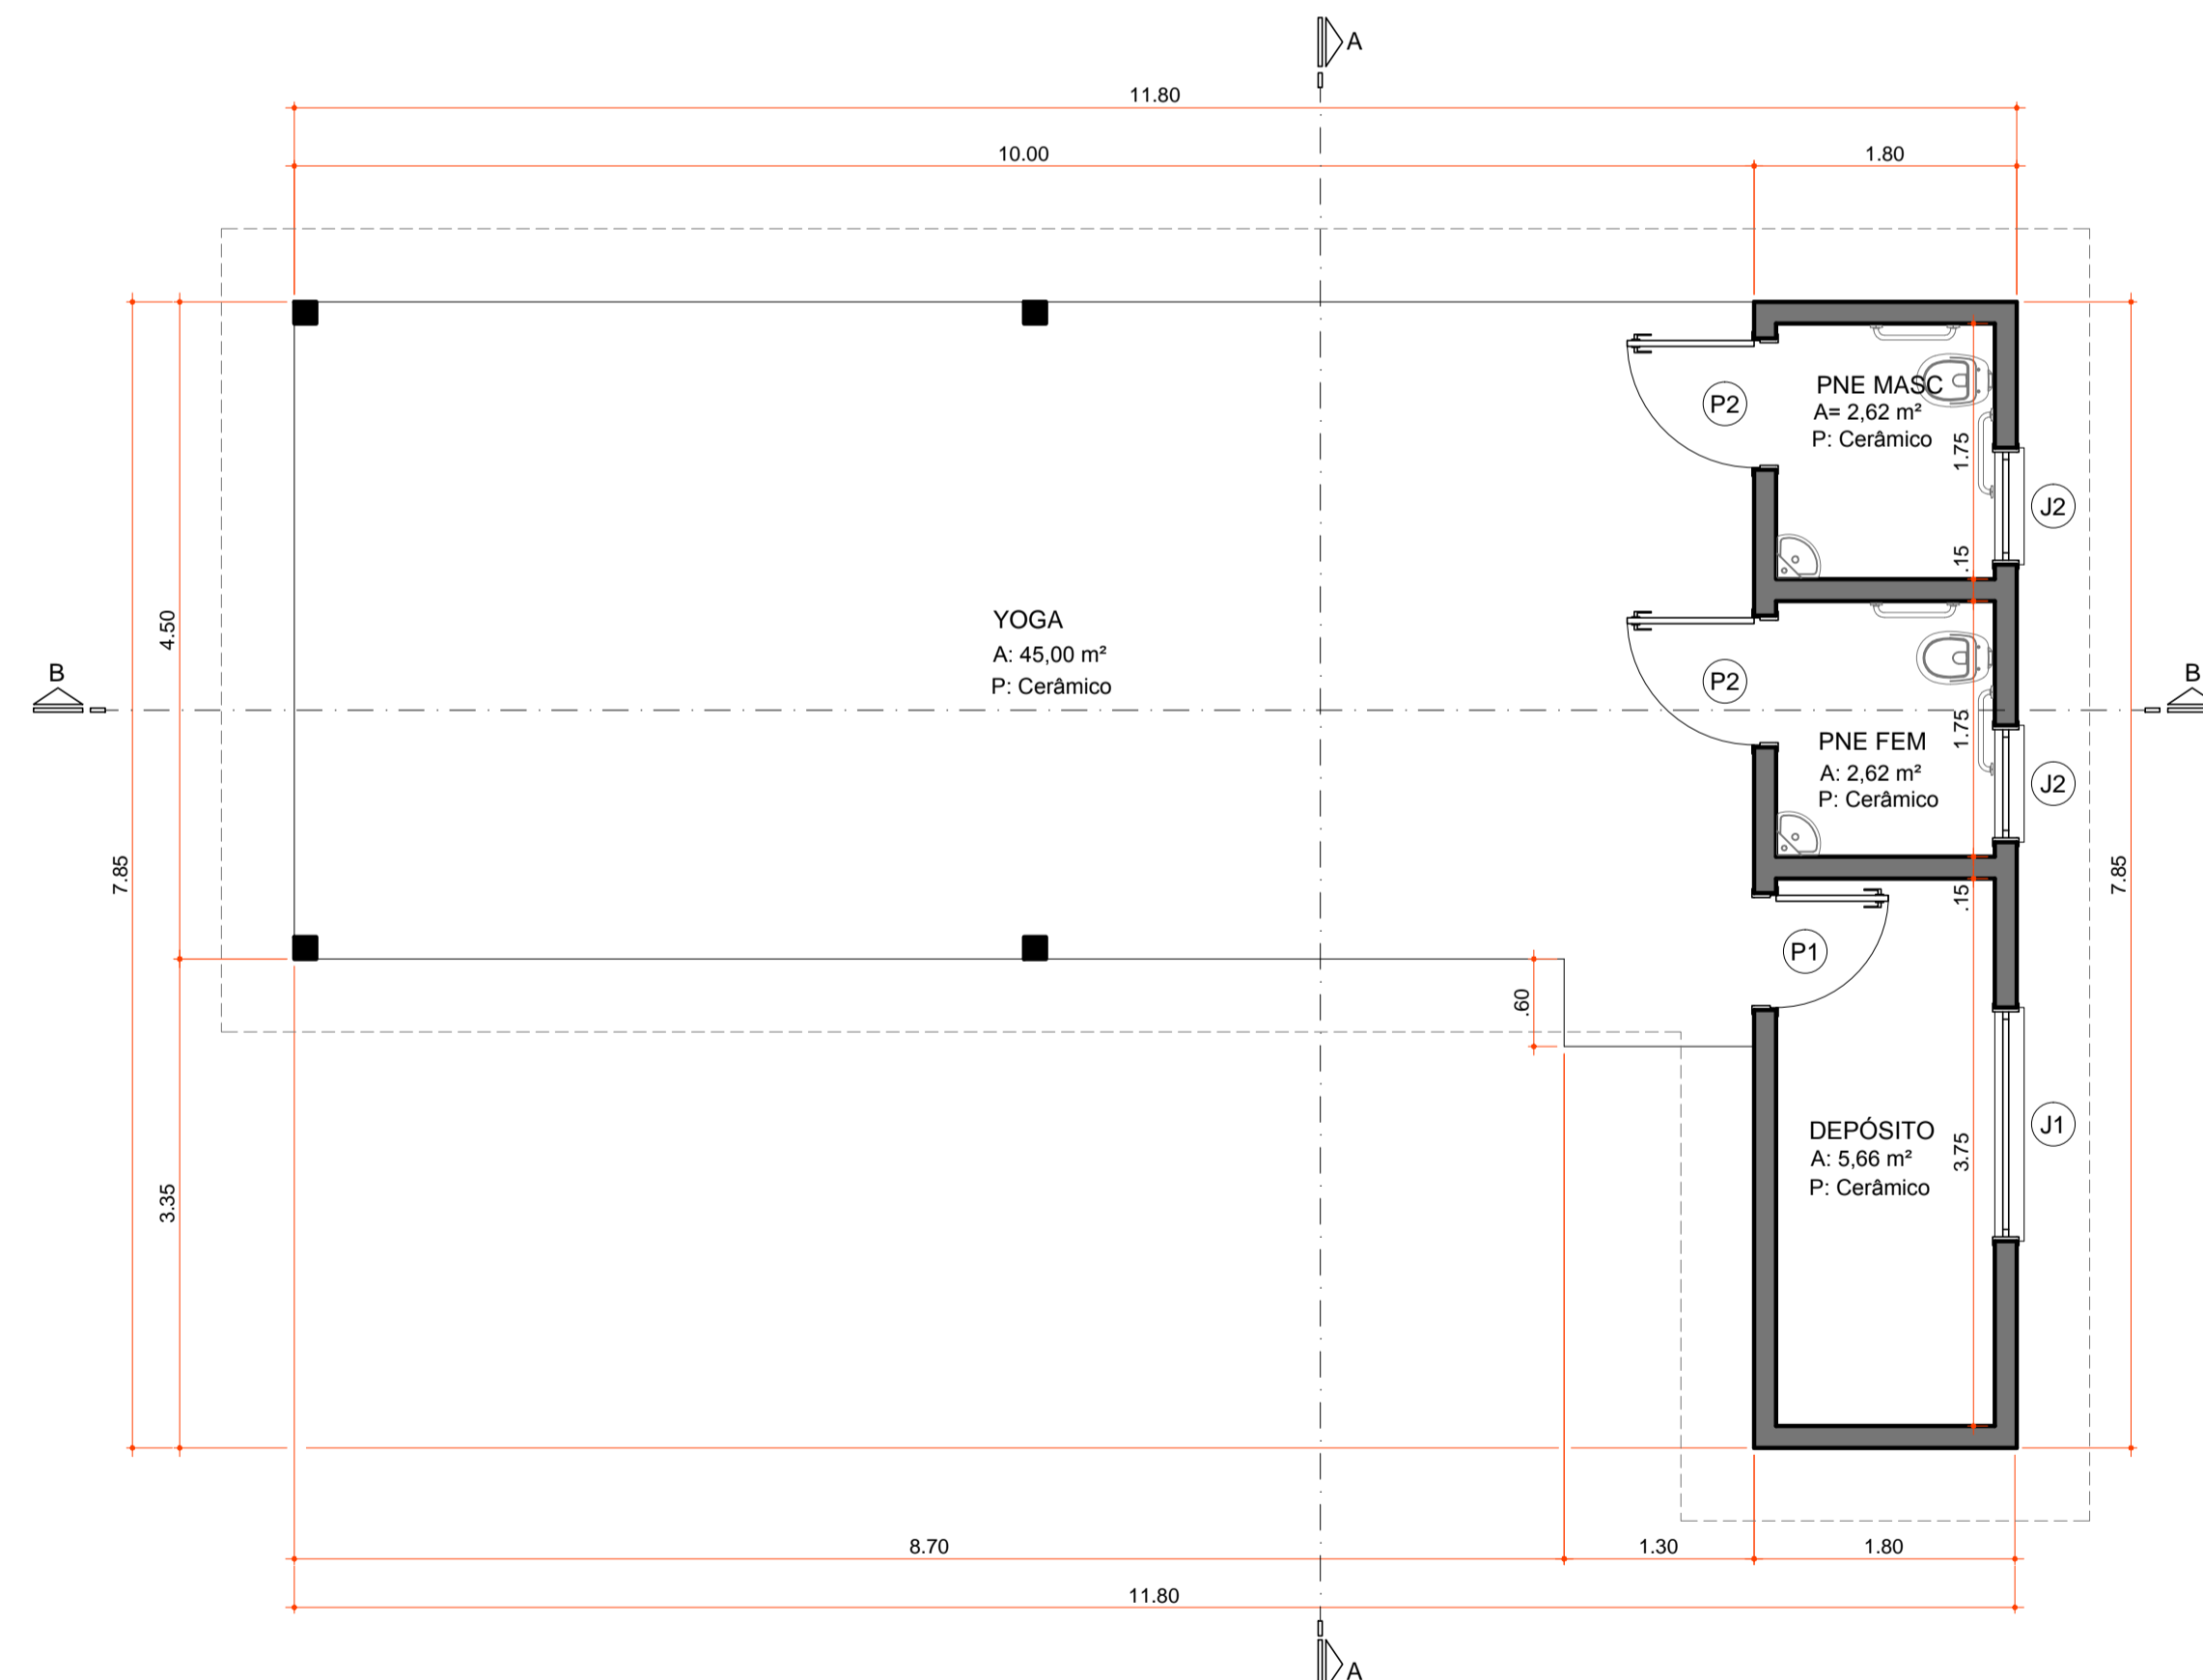 A
11.80
10.00
1.80
PNE MASC
A= 2,62 m²
P: Cerâmico
P2
1.75
J2
.15
4.50
YOGA
A: 45,00 m²
P: Cerâmico
B
B
P2
1.75
PNE FEM
A: 2,62 m²
P: Cerâmico
J2
7.85
7.85
.15
P1
.60
DEPÓSITO
A: 5,66 m²
P: Cerâmico
3.75
J1
3.35
8.70
1.30
1.80
11.80
A